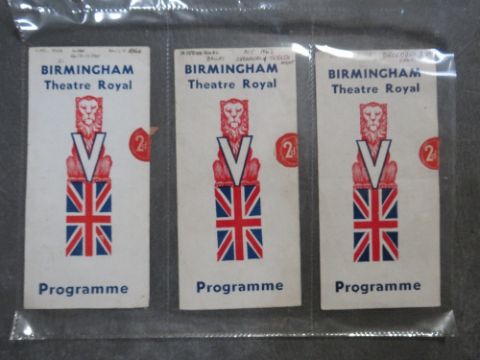 BIRMINGHAM
Theatre Royal
2d
V
Programme
BIRMINGHAM
Theatre Royal
2d
V
Programme
BIRMINGHAM
Theatre Royal
2d
V
Programme